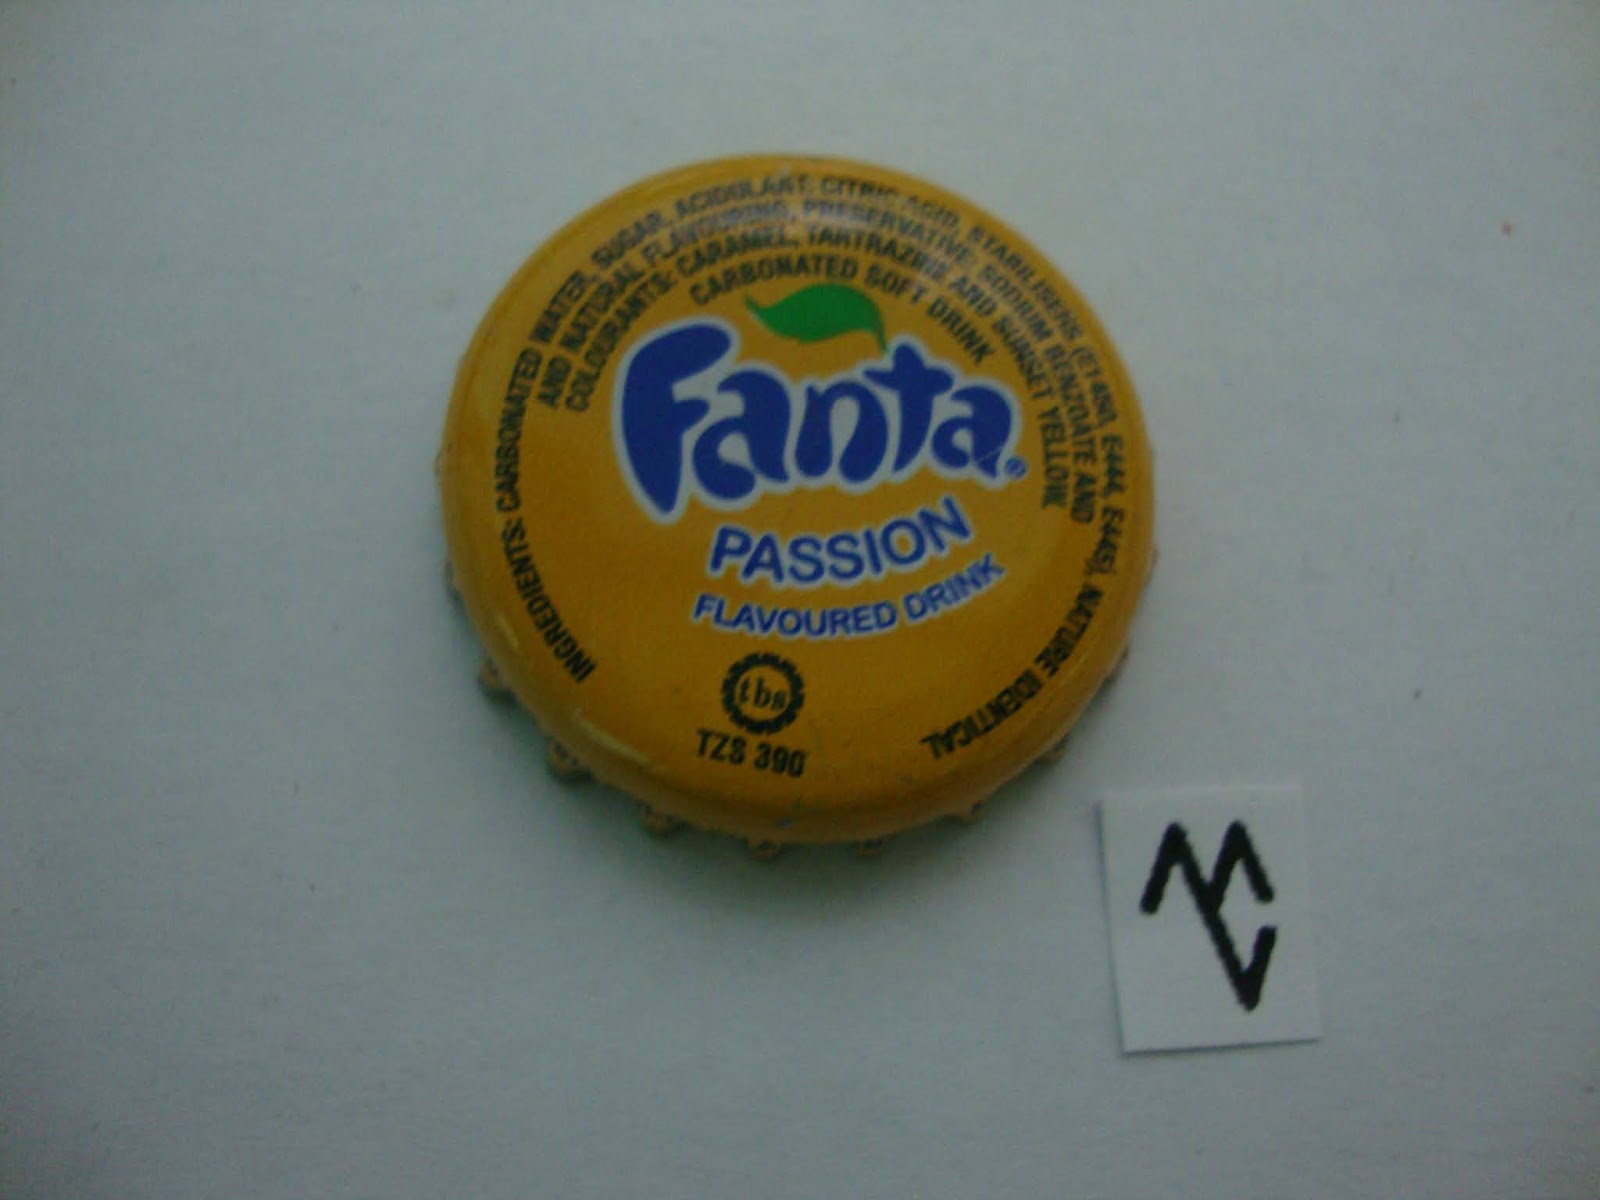 INGREDIENTS: CARBONATED WATER, SUGAR, ACIDULANT: CITRIC ACID, STABILISERS (E1450, E444, E445), NATURE IDENTICAL
AND NATURAL FLAVOURING, PRESERVATIVE: SODIUM BENZOATE AND
COLOURANTS: CARAMEL, TARTRAZINE AND SUNSET YELLOW.
CARBONATED SOFT DRINK
Fanta®
PASSION
FLAVOURED DRINK
tbs
TZS 390